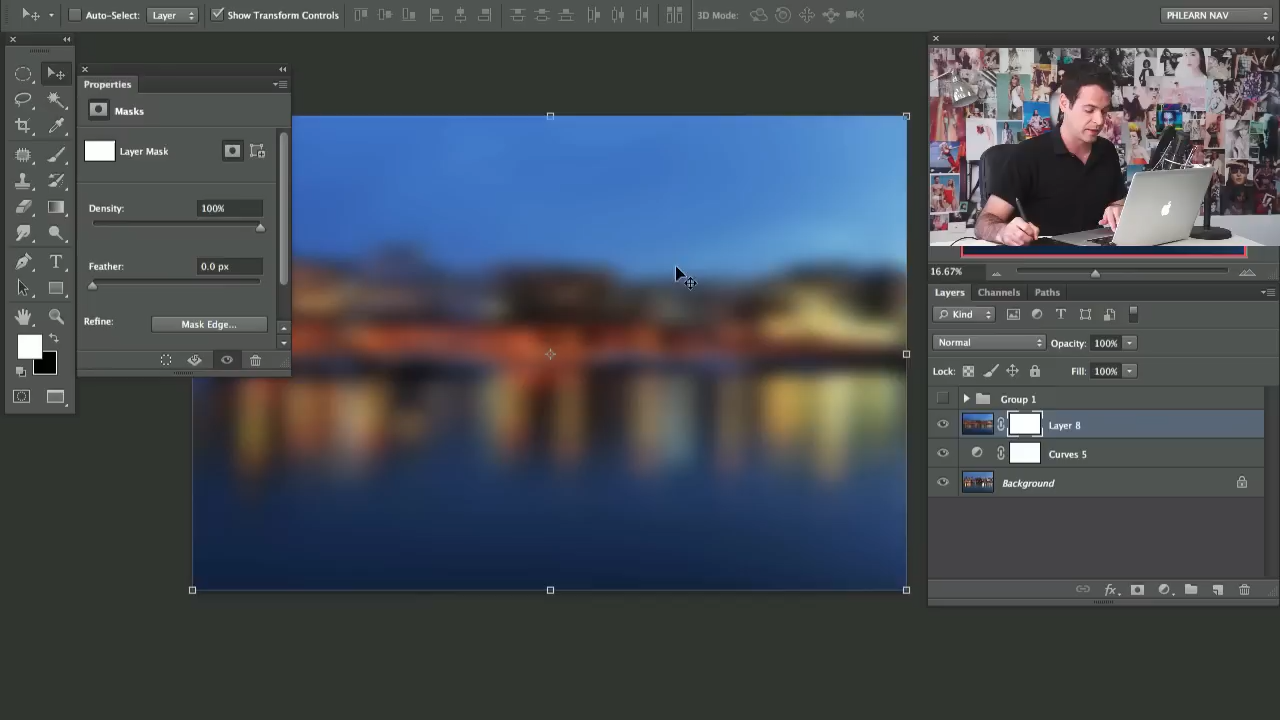 Auto-Select: Layer Show Transform Controls 3D Mode: PHLEARN NAV
Properties
Masks
Layer Mask
Density: 100%
Feather: 0.0 px
Refine: Mask Edge...
T
16.67%
Layers Channels Paths
Kind T
Normal Opacity: 100%
Lock: Fill: 100%
Group 1
Layer 8
Curves 5
Background
fx